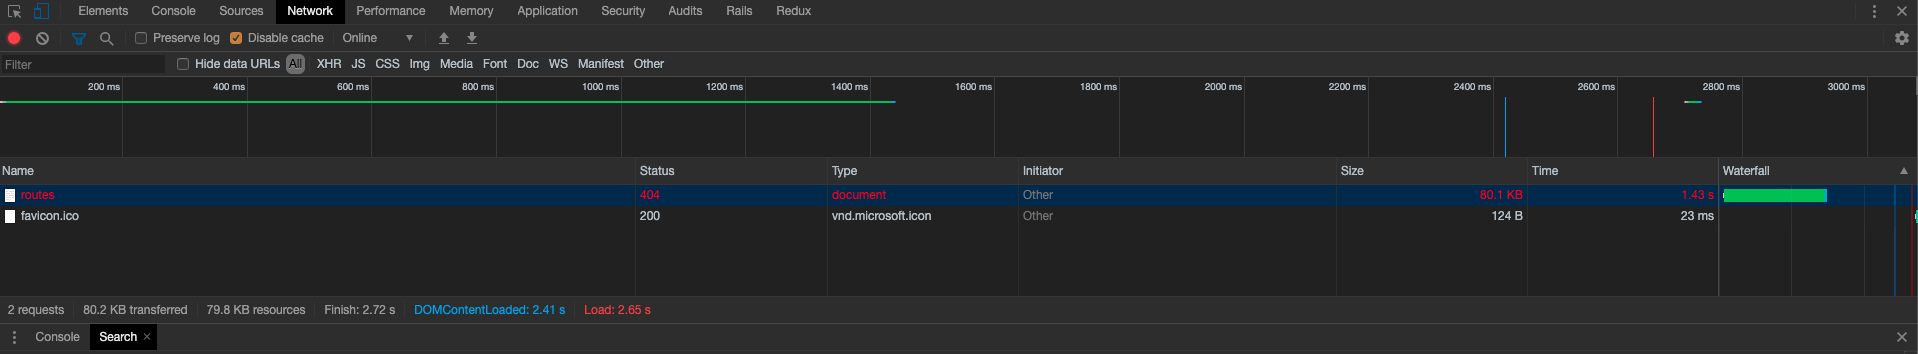 Elements Console Sources Network Performance Memory Application Security Audits Rails Redux
Preserve log Disable cache Online
Filter Hide data URLs All XHR JS CSS Img Media Font Doc WS Manifest Other
200 ms 400 ms 600 ms 800 ms 1000 ms 1200 ms 1400 ms 1600 ms 1800 ms 2000 ms 2200 ms 2400 ms 2600 ms 2800 ms 3000 ms
Name Status Type Initiator Size Time Waterfall
routes 404 document Other 80.1 KB 1.43 s
favicon.ico 200 vnd.microsoft.icon Other 124 B 23 ms
2 requests 80.2 KB transferred 79.8 KB resources Finish: 2.72 s DOMContentLoaded: 2.41 s Load: 2.65 s
Console Search